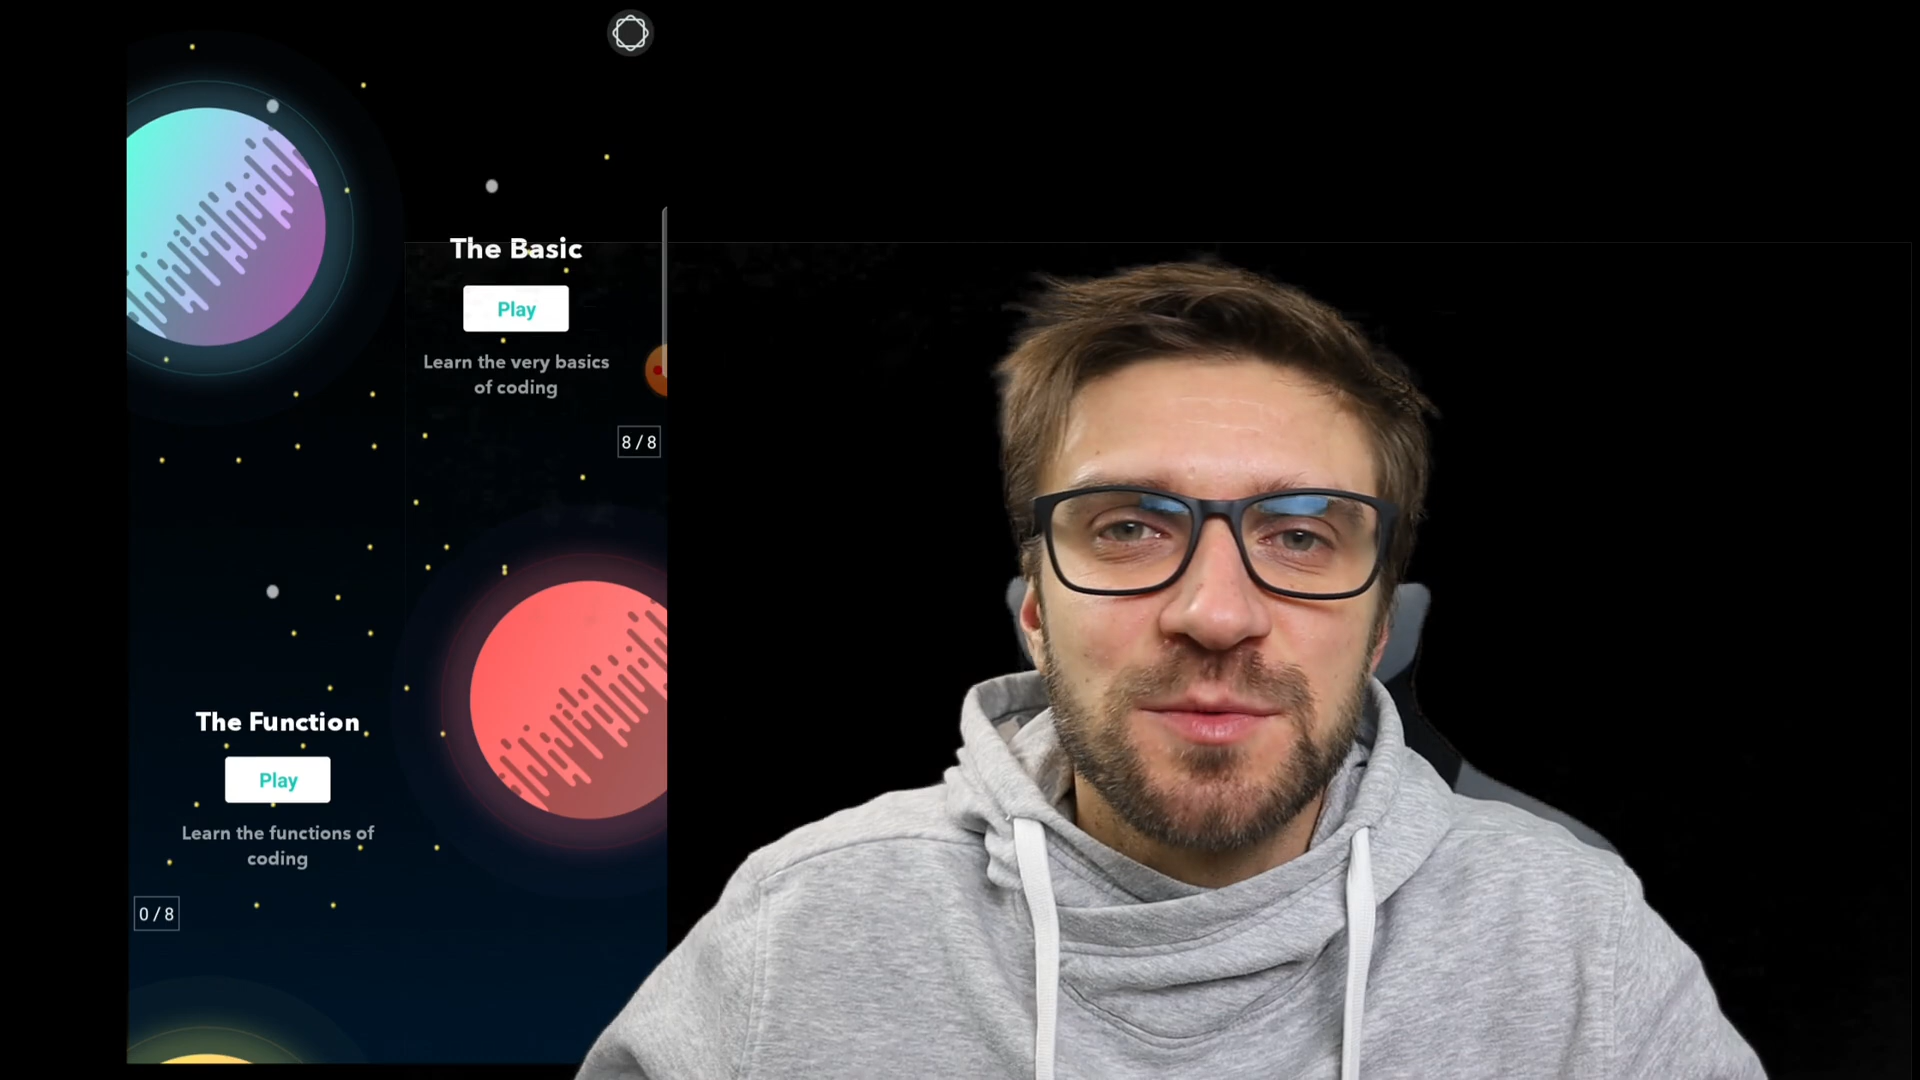 The Basic
Play
Learn the very basics
of coding
8 / 8
The Function
Play
Learn the functions of
coding
0 / 8